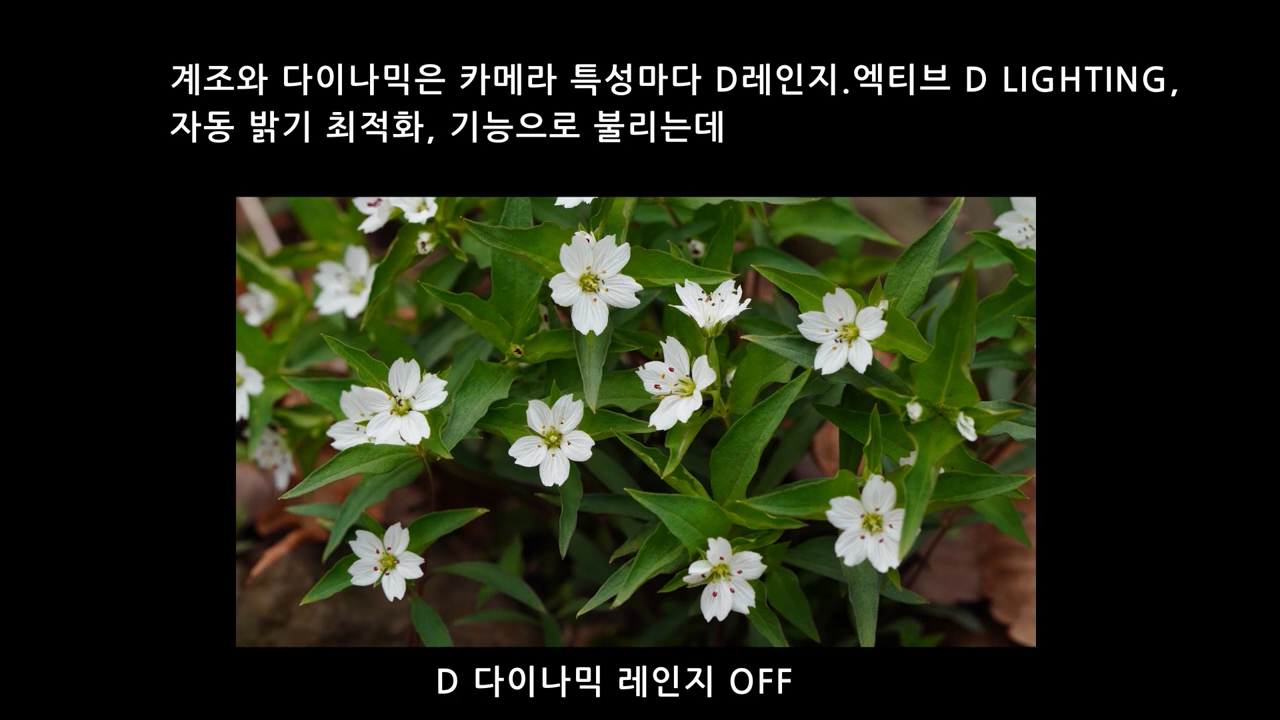 계조와 다이나믹은 카메라 특성마다 D레인지.엑티브 D LIGHTING,
자동 밝기 최적화, 기능으로 불리는데
D 다이나믹 레인지 OFF